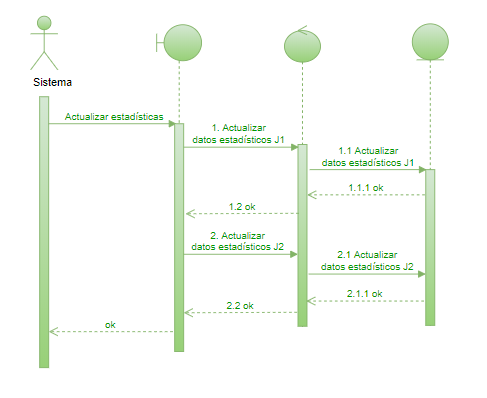 Sistema
Actualizar estadísticas
1. Actualizar
datos estadísticos J1
1.1 Actualizar
datos estadísticos J1
1.1.1 ok
1.2 ok
2. Actualizar
datos estadísticos J2
2.1 Actualizar
datos estadísticos J2
2.1.1 ok
2.2 ok
ok